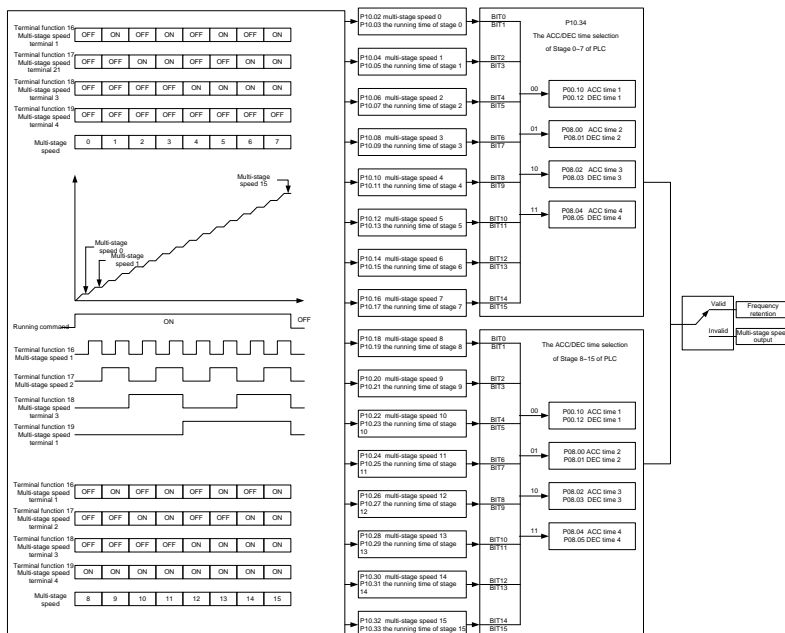 Terminal function 16
Multi-stage speed
terminal 1
OFF ON OFF ON OFF ON OFF ON
Terminal function 17
Multi-stage speed
terminal 21
OFF OFF ON ON OFF OFF ON ON
Terminal function 18
Multi-stage speed
terminal 3
OFF OFF OFF OFF ON ON ON ON
Terminal function 19
Multi-stage speed
terminal 4
OFF OFF OFF OFF OFF OFF OFF OFF
Multi-stage
speed
0 1 2 3 4 5 6 7
Multi-stage
speed 15
Multi-stage
speed 0
Multi-stage
speed 1
Running command
ON
OFF
Terminal function 16
Multi-stage speed 1
Terminal function 17
Multi-stage speed 2
Terminal function 18
Multi-stage speed
terminal 3
Terminal function 19
Multi-stage speed
terminal 1
Terminal function 16
Multi-stage speed
terminal 1
OFF ON OFF ON OFF ON OFF ON
Terminal function 17
Multi-stage speed
terminal 2
OFF OFF ON ON OFF OFF ON ON
Terminal function 18
Multi-stage speed
terminal 3
OFF OFF OFF OFF ON ON ON ON
Terminal function 19
Multi-stage speed
terminal 4
ON ON ON ON ON ON ON ON
Multi-stage
speed
8 9 10 11 12 13 14 15
P10.02 multi-stage speed 0
P10.03 the running time of stage 0
P10.04 multi-stage speed 1
P10.05 the running time of stage 1
P10.06 multi-stage speed 2
P10.07 the running time of stage 2
P10.08 multi-stage speed 3
P10.09 the running time of stage 3
P10.10 multi-stage speed 4
P10.11 the running time of stage 4
P10.12 multi-stage speed 5
P10.13 the running time of stage 5
P10.14 multi-stage speed 6
P10.15 the running time of stage 6
P10.16 multi-stage speed 7
P10.17 the running time of stage 7
P10.18 multi-stage speed 8
P10.19 the running time of stage 8
P10.20 multi-stage speed 9
P10.21 the running time of stage 9
P10.22 multi-stage speed 10
P10.23 the running time of stage
10
P10.24 multi-stage speed 11
P10.25 the running time of stage
11
P10.26 multi-stage speed 12
P10.27 the running time of stage
12
P10.28 multi-stage speed 13
P10.29 the running time of stage
13
P10.30 multi-stage speed 14
P10.31 the running time of stage
14
P10.32 multi-stage speed 15
P10.33 the running time of stage 15
BIT0
BIT1
BIT2
BIT3
BIT4
BIT5
BIT6
BIT7
BIT8
BIT9
BIT10
BIT11
BIT12
BIT13
BIT14
BIT15
P10.34
The ACC/DEC time selection
of Stage 0~7 of PLC
00
P00.10 ACC time 1
P00.12 DEC time 1
01
P08.00 ACC time 2
P08.01 DEC time 2
10
P08.02 ACC time 3
P08.03 DEC time 3
11
P08.04 ACC time 4
P08.05 DEC time 4
BIT0
BIT1
BIT2
BIT3
BIT4
BIT5
BIT6
BIT7
BIT8
BIT9
BIT10
BIT11
BIT12
BIT13
BIT14
BIT15
The ACC/DEC time selection
of Stage 8~15 of PLC
00
P00.10 ACC time 1
P00.12 DEC time 1
01
P08.00 ACC time 2
P08.01 DEC time 2
10
P08.02 ACC time 3
P08.03 DEC time 3
11
P08.04 ACC time 4
P08.05 DEC time 4
Valid
Frequency
retention
Invalid
Multi-stage speed
output